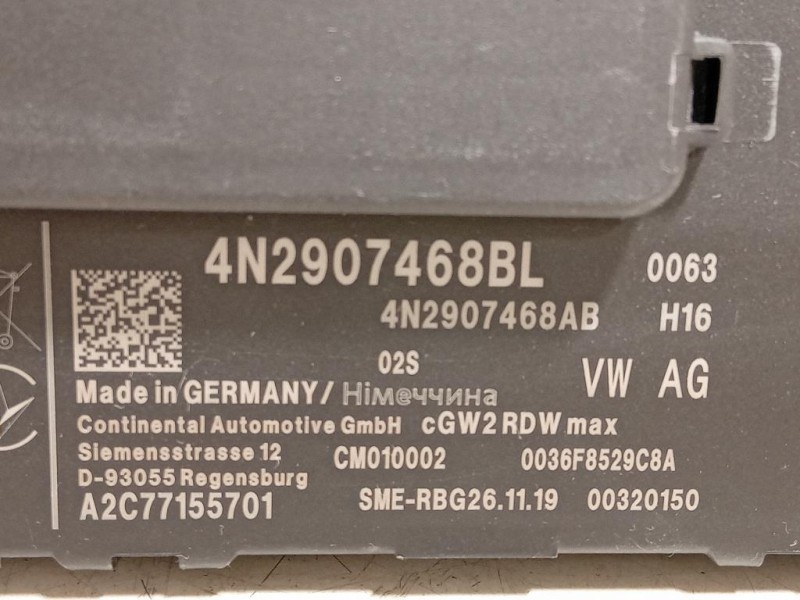 4N2907468BL 0063
4N2907468AB H16
02S VW AG
Made in GERMANY/ Німеччина
Continental Automotive GmbH cGW2 RDW max
Siemensstrasse 12 CM010002 0036F8529C8A
D-93055 Regensburg
A2C77155701 SME-RBG26.11.19 00320150